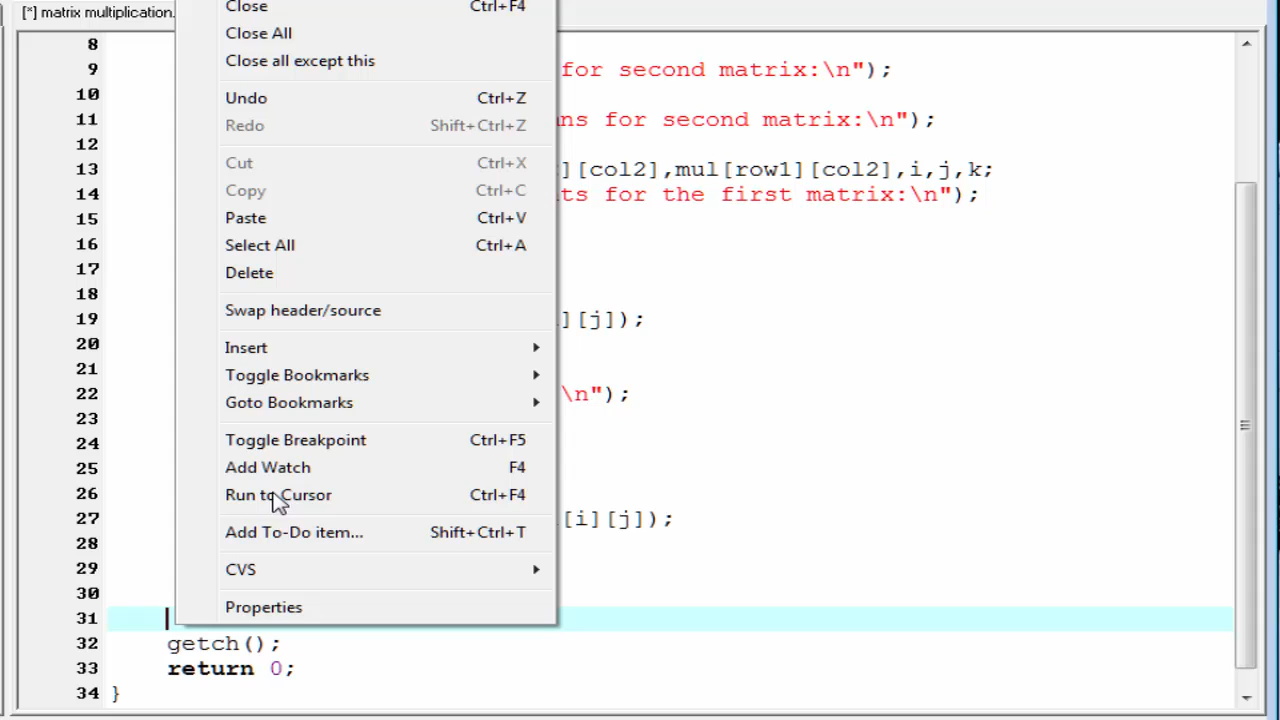 [*] matrix multiplication.
Close Ctrl+F4
Close All
Close all except this
Undo Ctrl+Z
Redo Shift+Ctrl+Z
Cut Ctrl+X
Copy Ctrl+C
Paste Ctrl+V
Select All Ctrl+A
Delete
Swap header/source
Insert
Toggle Bookmarks
Goto Bookmarks
Toggle Breakpoint Ctrl+F5
Add Watch F4
Run to Cursor Ctrl+F4
Add To-Do item... Shift+Ctrl+T
CVS
Properties
8
9 for second matrix:\n");
10
11 ns for second matrix:\n");
12
13 ][col2],mul[row1][col2],i,j,k;
14 ts for the first matrix:\n");
15
16
17
18
19 ][j]);
20
21
22 \n");
23
24
25
26
27 [i][j]);
28
29
30
31
32 getch();
33 return 0;
34 }